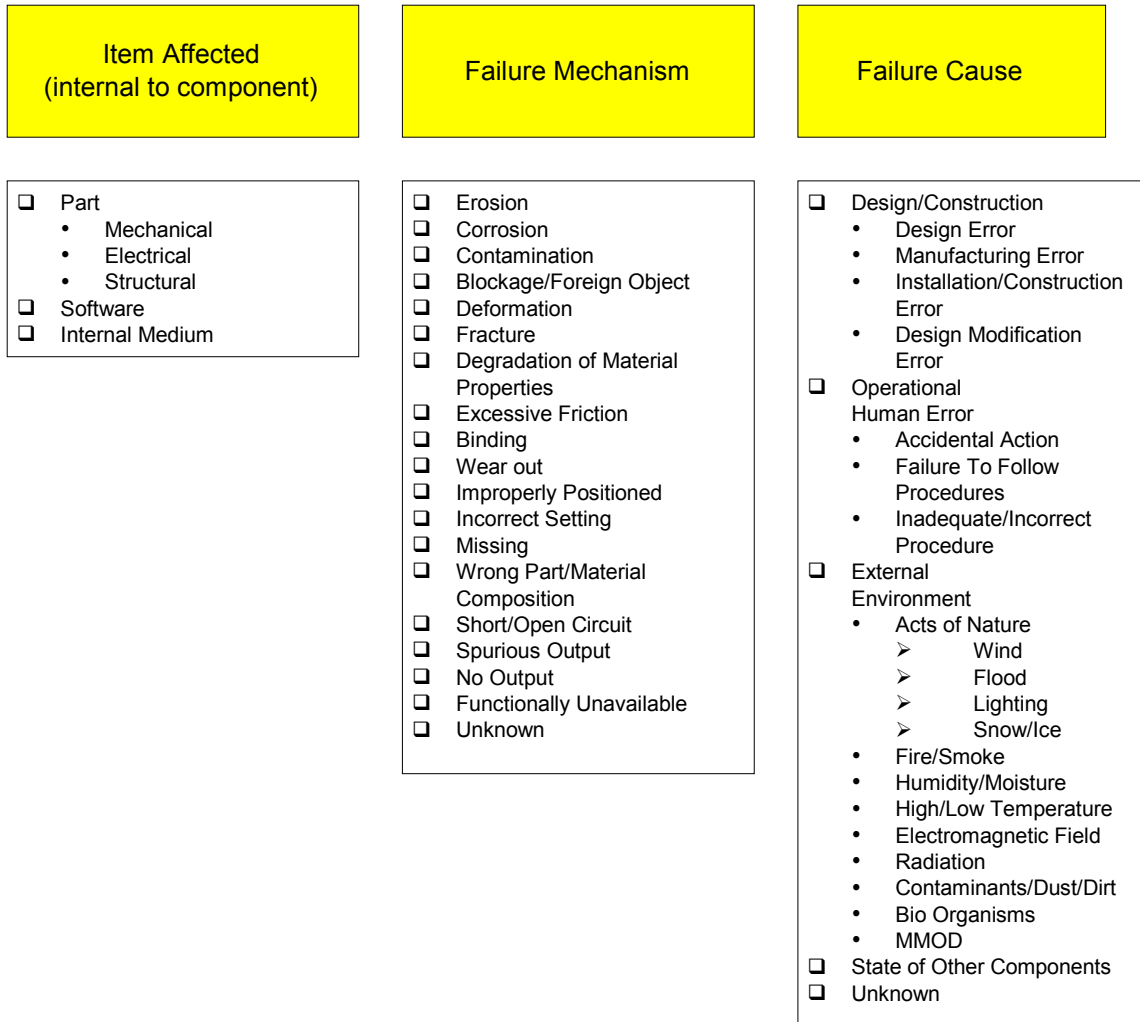 Item Affected
(internal to component)
Failure Mechanism
Failure Cause
❑ Part
• Mechanical
• Electrical
• Structural
❑ Software
❑ Internal Medium
❑ Erosion
❑ Corrosion
❑ Contamination
❑ Blockage/Foreign Object
❑ Deformation
❑ Fracture
❑ Degradation of Material
Properties
❑ Excessive Friction
❑ Binding
❑ Wear out
❑ Improperly Positioned
❑ Incorrect Setting
❑ Missing
❑ Wrong Part/Material
Composition
❑ Short/Open Circuit
❑ Spurious Output
❑ No Output
❑ Functionally Unavailable
❑ Unknown
❑ Design/Construction
• Design Error
• Manufacturing Error
• Installation/Construction
Error
• Design Modification
Error
❑ Operational
Human Error
• Accidental Action
• Failure To Follow
Procedures
• Inadequate/Incorrect
Procedure
❑ External
Environment
• Acts of Nature
➢ Wind
➢ Flood
➢ Lighting
➢ Snow/Ice
• Fire/Smoke
• Humidity/Moisture
• High/Low Temperature
• Electromagnetic Field
• Radiation
• Contaminants/Dust/Dirt
• Bio Organisms
• MMOD
❑ State of Other Components
❑ Unknown